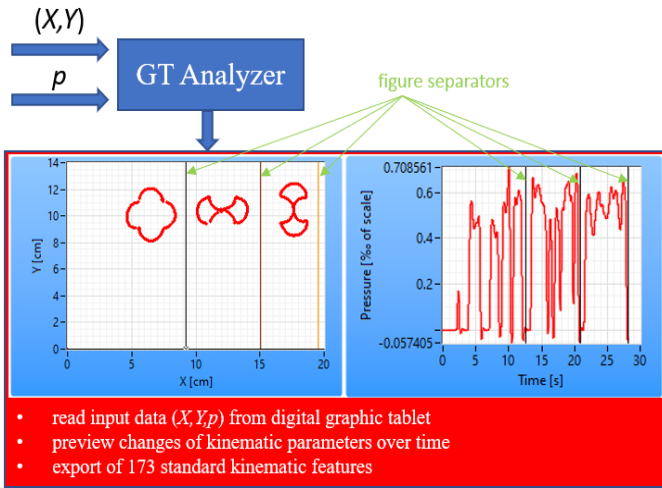 (X,Y)
p
GT Analyzer
figure separators
14
12
10
8
6
4
2
0
Y [cm]
0
5
10
15
20
X [cm]
0.708561
0.6
0.4
0.2
-0.057405
Pressure [‰ of scale]
0
5
10
15
20
25
30
Time [s]
• read input data (X,Y,p) from digital graphic tablet
• preview changes of kinematic parameters over time
• export of 173 standard kinematic features